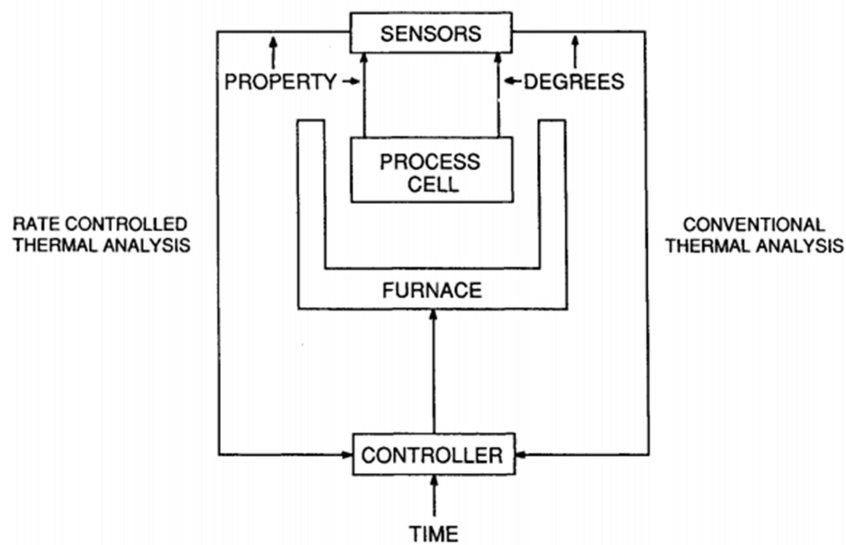 SENSORS
PROPERTY
DEGREES
PROCESS
CELL
RATE CONTROLLED
THERMAL ANALYSIS
CONVENTIONAL
THERMAL ANALYSIS
FURNACE
CONTROLLER
TIME